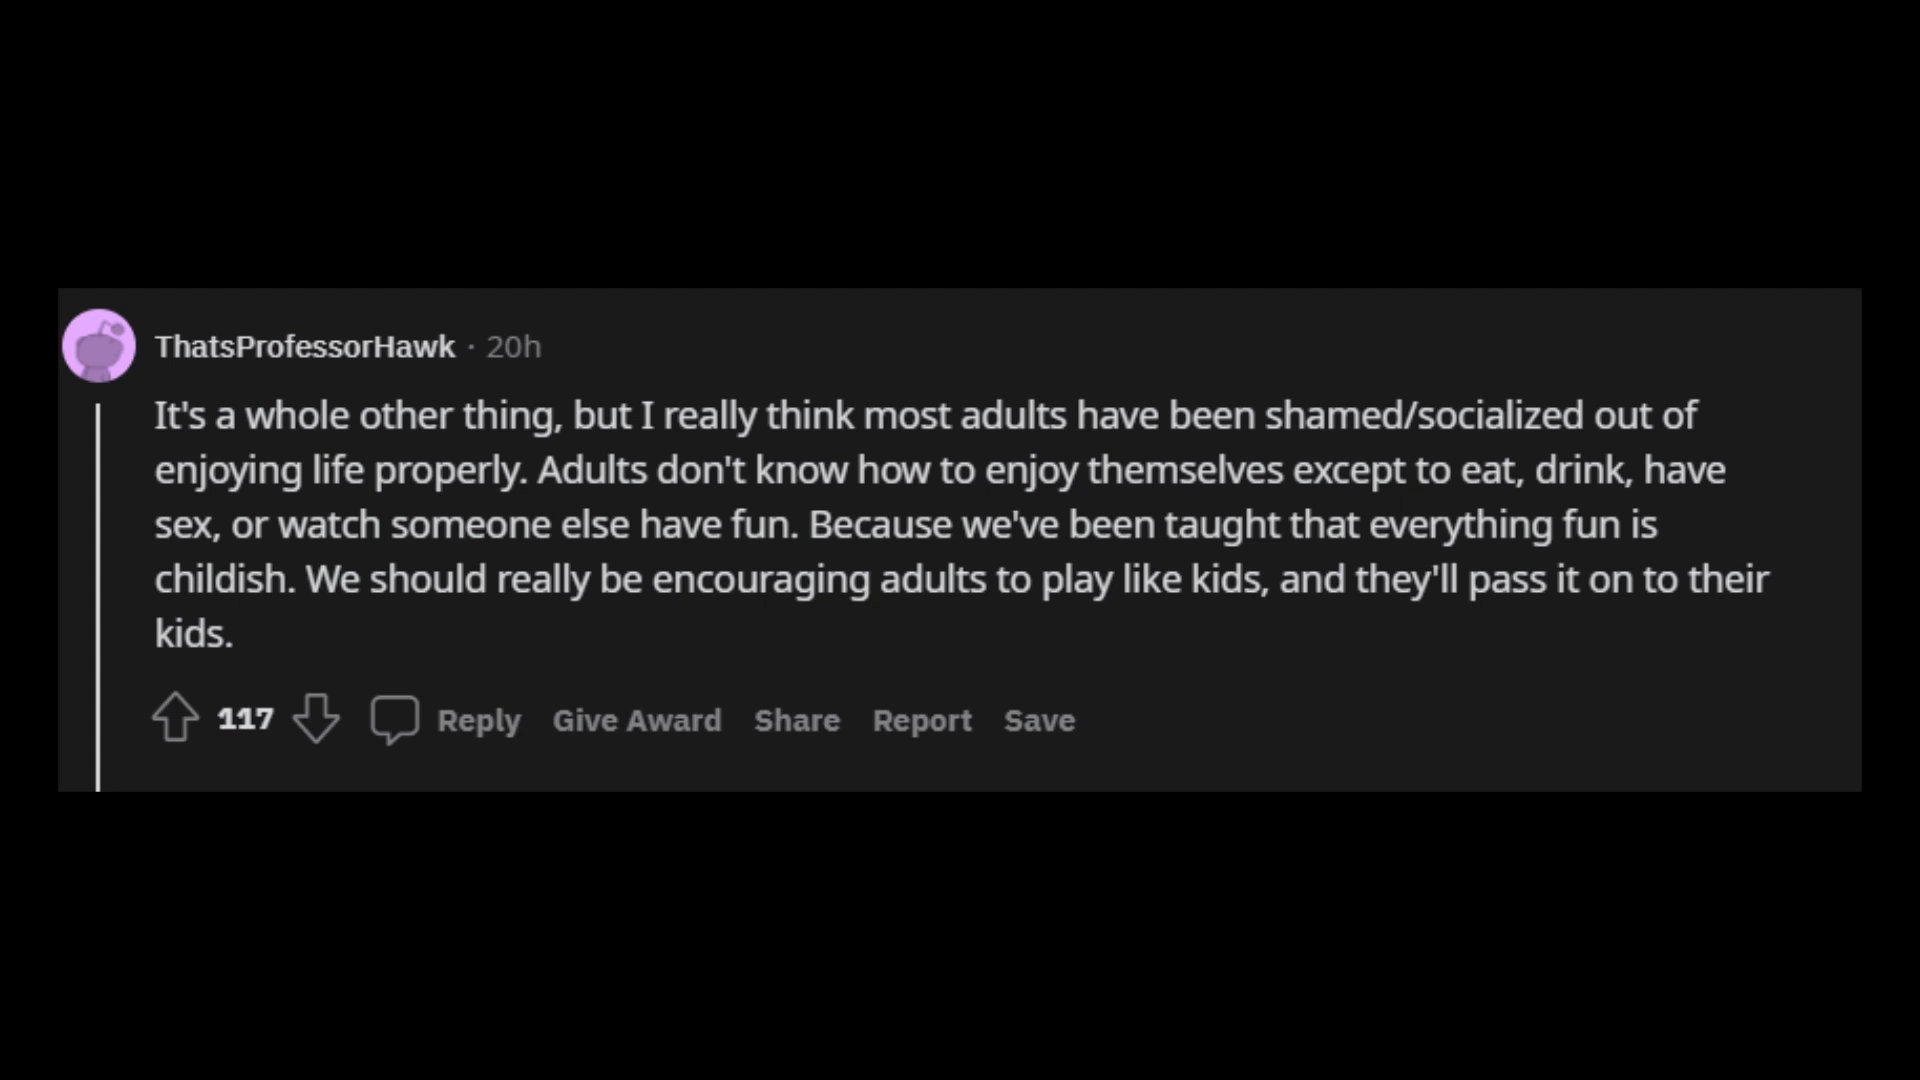 ThatsProfessorHawk · 20h
It's a whole other thing, but I really think most adults have been shamed/socialized out of
enjoying life properly. Adults don't know how to enjoy themselves except to eat, drink, have
sex, or watch someone else have fun. Because we've been taught that everything fun is
childish. We should really be encouraging adults to play like kids, and they'll pass it on to their
kids.
117 Reply Give Award Share Report Save